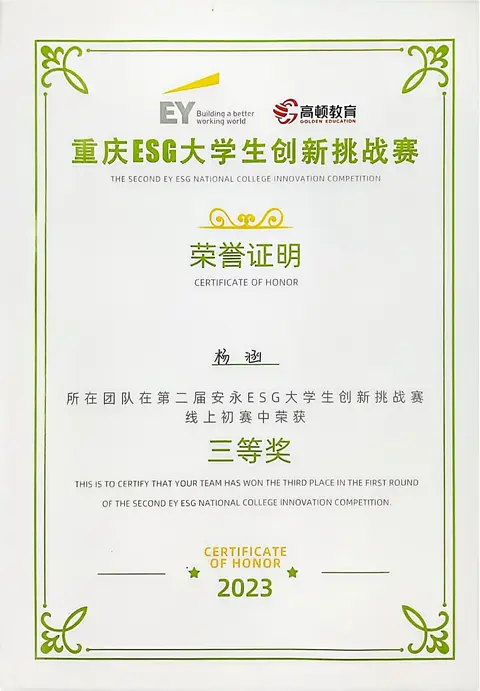 EY Building a better
working world
高顿教育
GOLDEN EDUCATION
重庆ESG大学生创新挑战赛
THE SECOND EY ESG NATIONAL COLLEGE INNOVATION COMPETITION
荣誉证明
CERTIFICATE OF HONOR
杨涵
所在团队在第二届安永ESG大学生创新挑战赛
线上初赛中荣获
三等奖
THIS IS TO CERTIFY THAT YOUR TEAM HAS WON THE THIRD PLACE IN THE FIRST ROUND
OF THE SECOND EY ESG NATIONAL COLLEGE INNOVATION COMPETITION.
CERTIFICATE
OF HONOR
2023